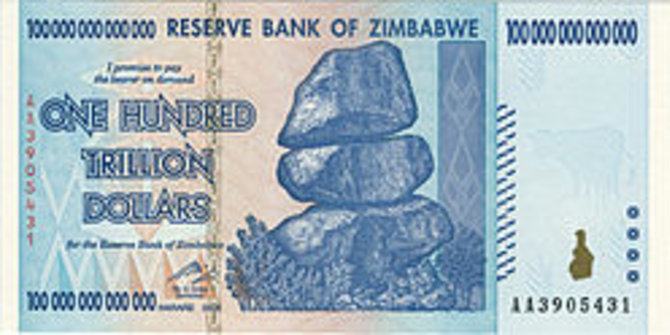 100 000 000 000 000 RESERVE BANK OF ZIMBABWE 100 000 000 000 000
I promise to pay
the bearer on demand
ONE HUNDRED
TRILLION
DOLLARS
for the Reserve Bank of Zimbabwe
100 000 000 000 000
AA3905431
AA3905431